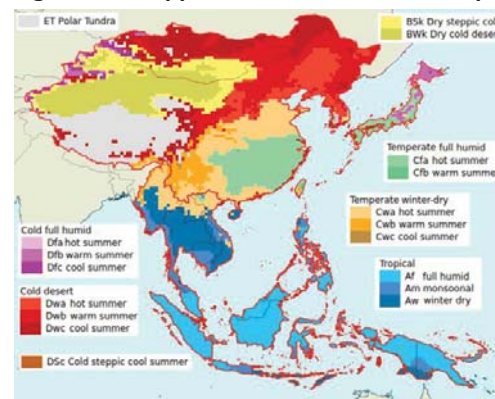 ET Polar Tundra
BSk Dry steppic col
BWk Dry cold desert
Temperate full humid
Cfa hot summer
Cfb warm summe
Temperate winter-dry
Cwa hot summer
Cwb warm summer
Cwc cool summer
Cold full humid
Dfa hot summer
Dfb warm summer
Dfc cool summer
Tropical
Af full humid
Am monsoonal
Aw winter dry
Cold desert
Dwa hot summer
Dwb warm summer
Dwc cool summer
DSc Cold steppic cool summer